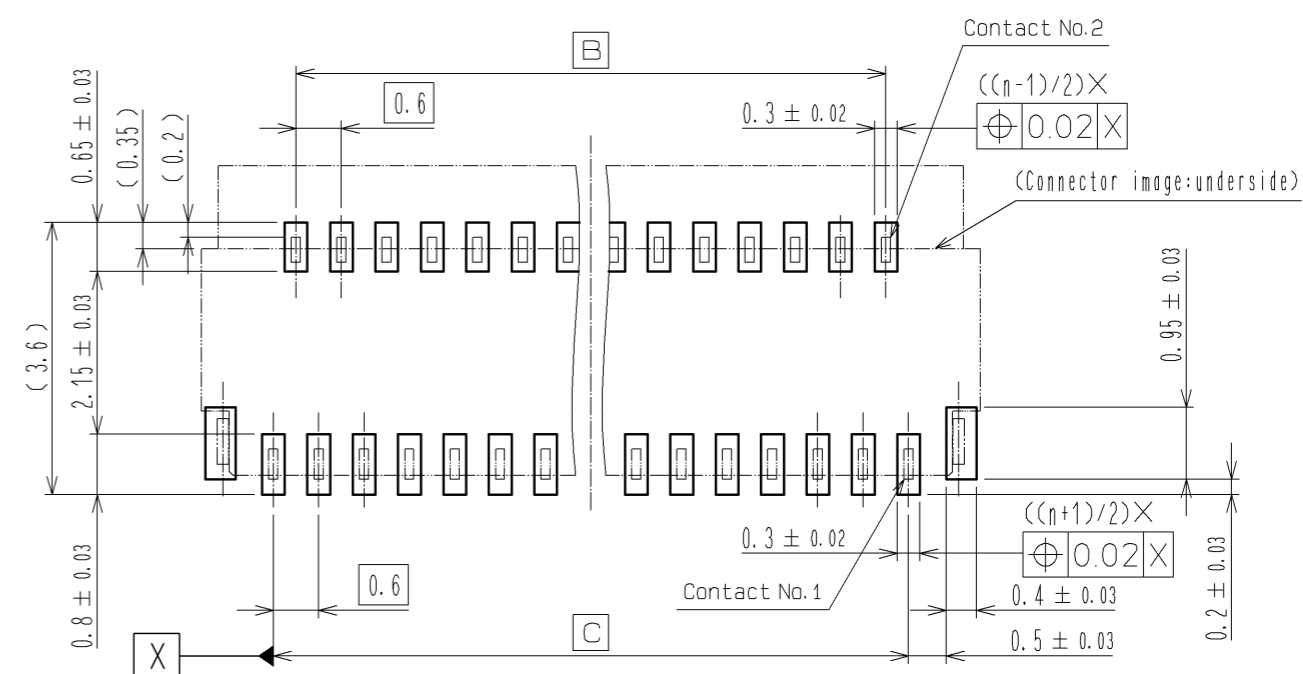 Contact No.2
B
((n-1)/2)X
0.6
0.3 ± 0.02
⌖ 0.02 X
0.65 ± 0.03
(0.35)
(0.2)
(Connector image:underside)
(3.6)
2.15 ± 0.03
0.95 ± 0.03
0.8 ± 0.03
0.6
0.3 ± 0.02
((n+1)/2)X
⌖ 0.02 X
Contact No.1
0.4 ± 0.03
0.2 ± 0.03
C
0.5 ± 0.03
X